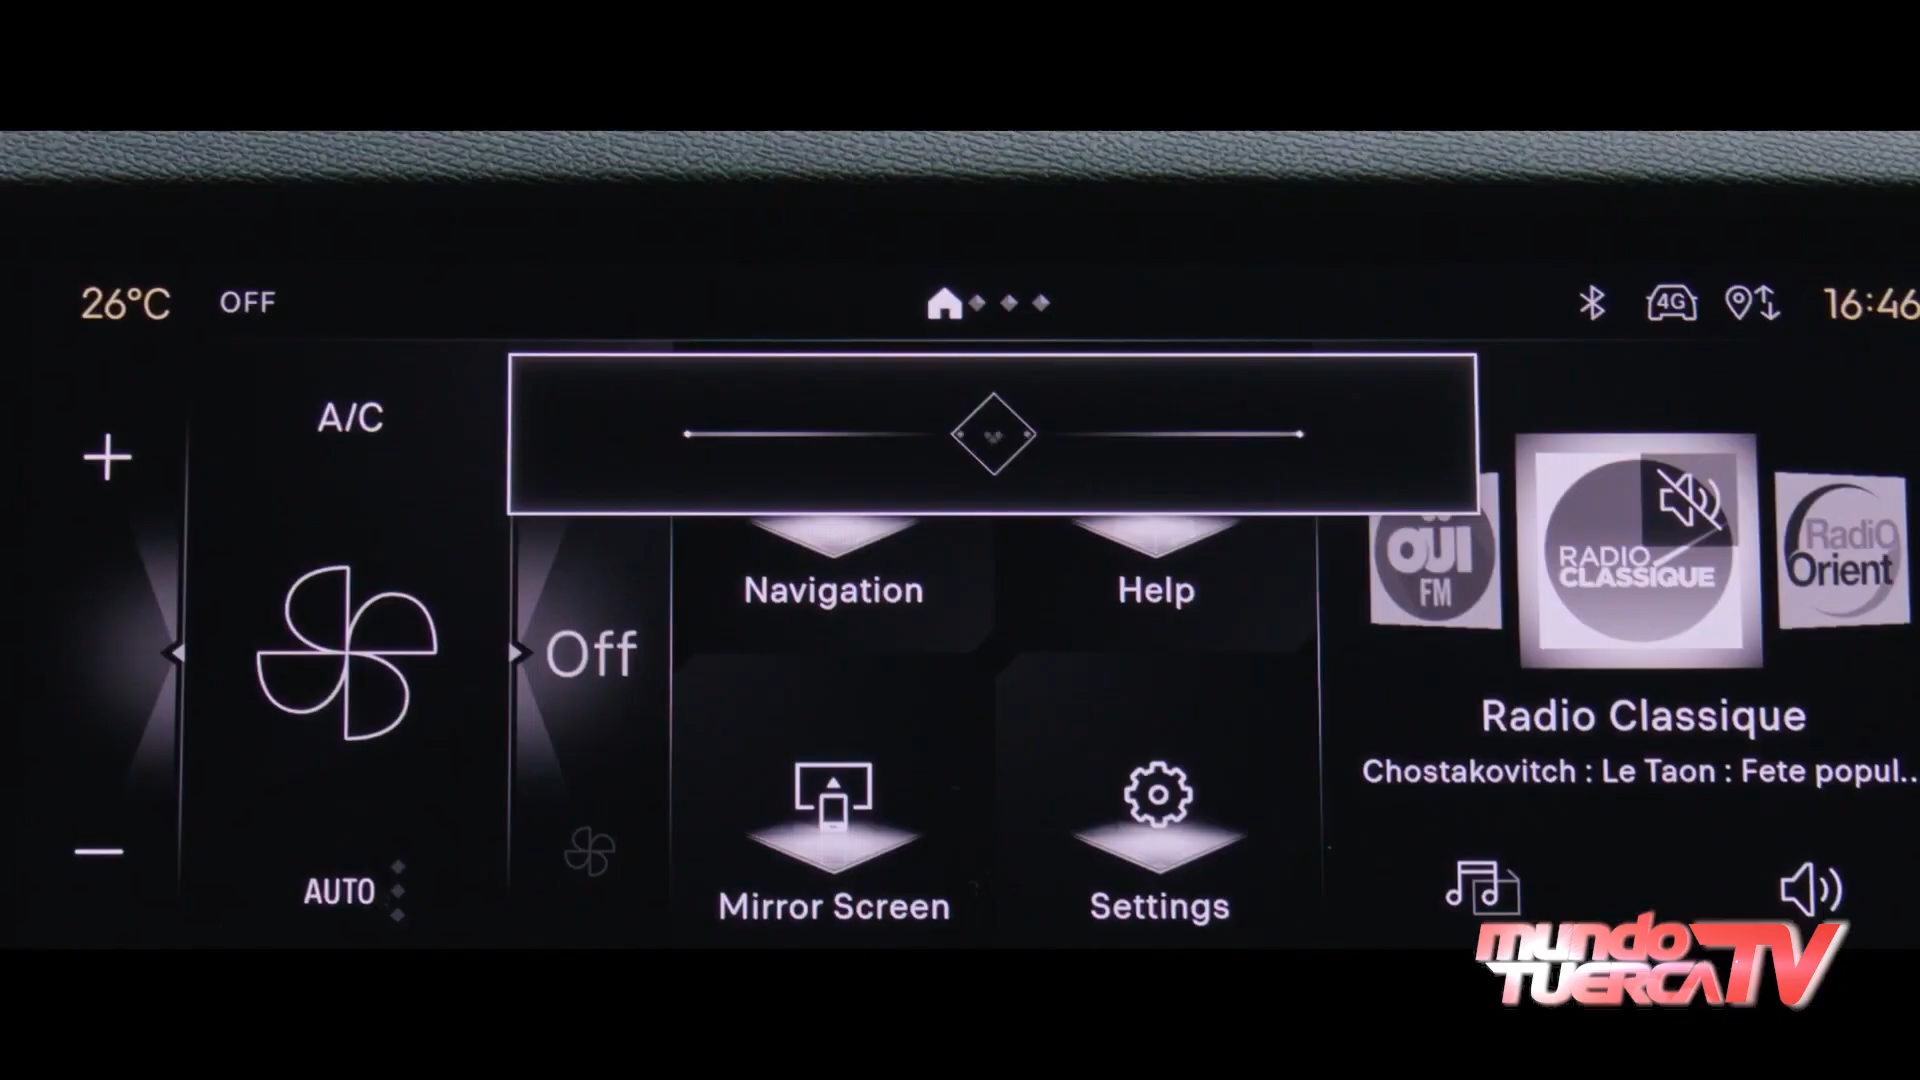 26°C OFF 4G 16:46
A/C
OÜI
FM
RADIO
CLASSIQUE
RadiO
Orient
Navigation
Help
Off
Radio Classique
Chostakovitch : Le Taon : Fete popul..
AUTO
Mirror Screen
Settings
mundo
TUERCA TV